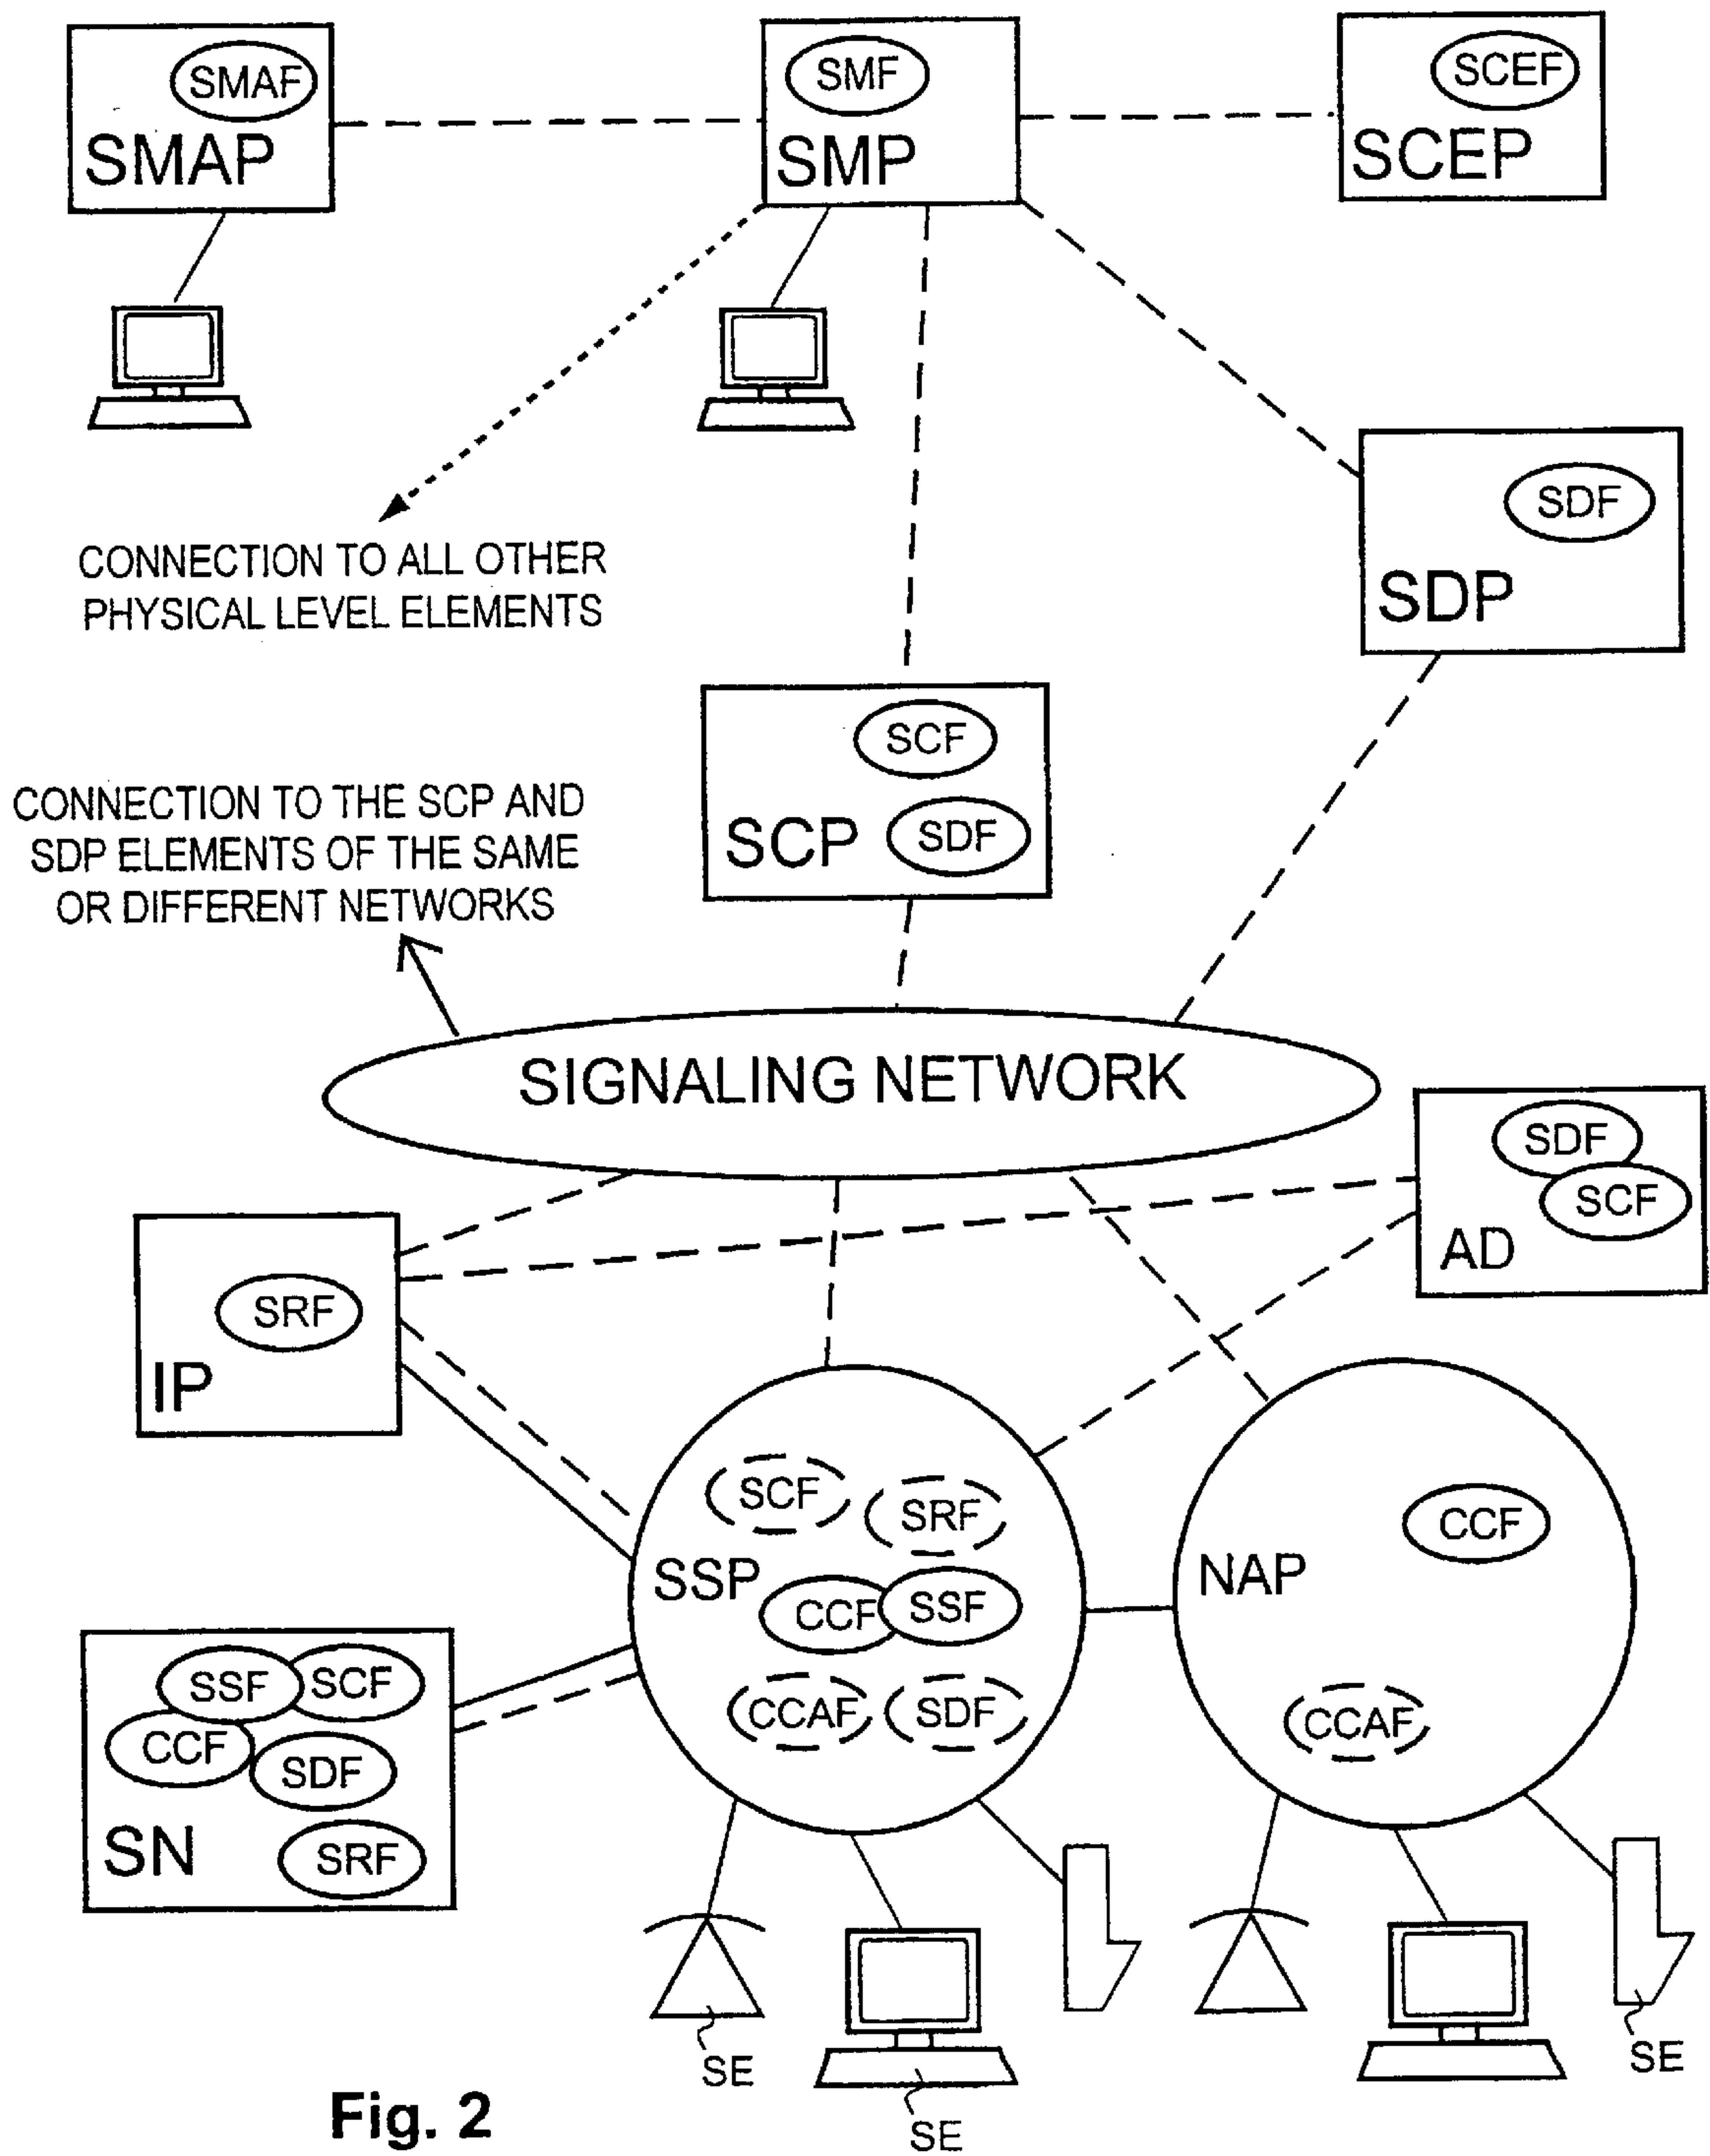 SMAF
SMAP
SMF
SMP
SCEF
SCEP
CONNECTION TO ALL OTHER
PHYSICAL LEVEL ELEMENTS
SDF
SDP
SCF
SDF
SCP
CONNECTION TO THE SCP AND
SDP ELEMENTS OF THE SAME
OR DIFFERENT NETWORKS
SIGNALING NETWORK
SDF
SCF
AD
SRF
IP
SCF
SRF
SSP
CCF
SSF
CCAF
SDF
CCF
NAP
CCAF
SSF
SCF
CCF
SDF
SN
SRF
SE
SE
SE
Fig. 2